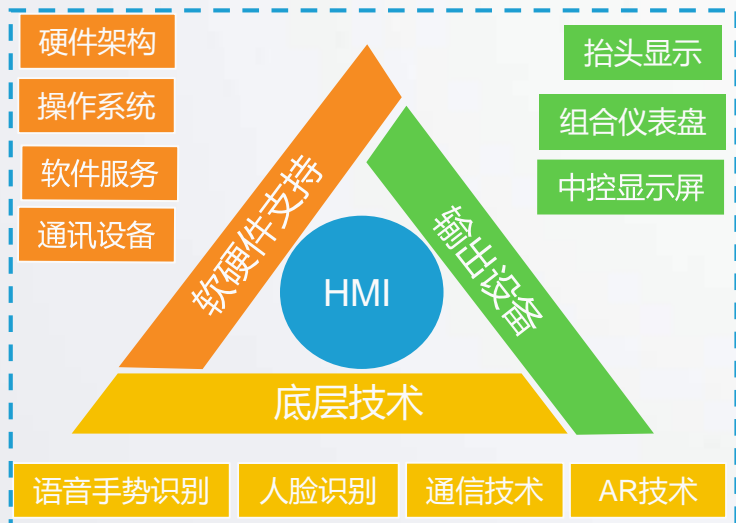 硬件架构
操作系统
软件服务
通讯设备
抬头显示
组合仪表盘
中控显示屏
软硬件支持
输出设备
HMI
底层技术
语音手势识别
人脸识别
通信技术
AR技术